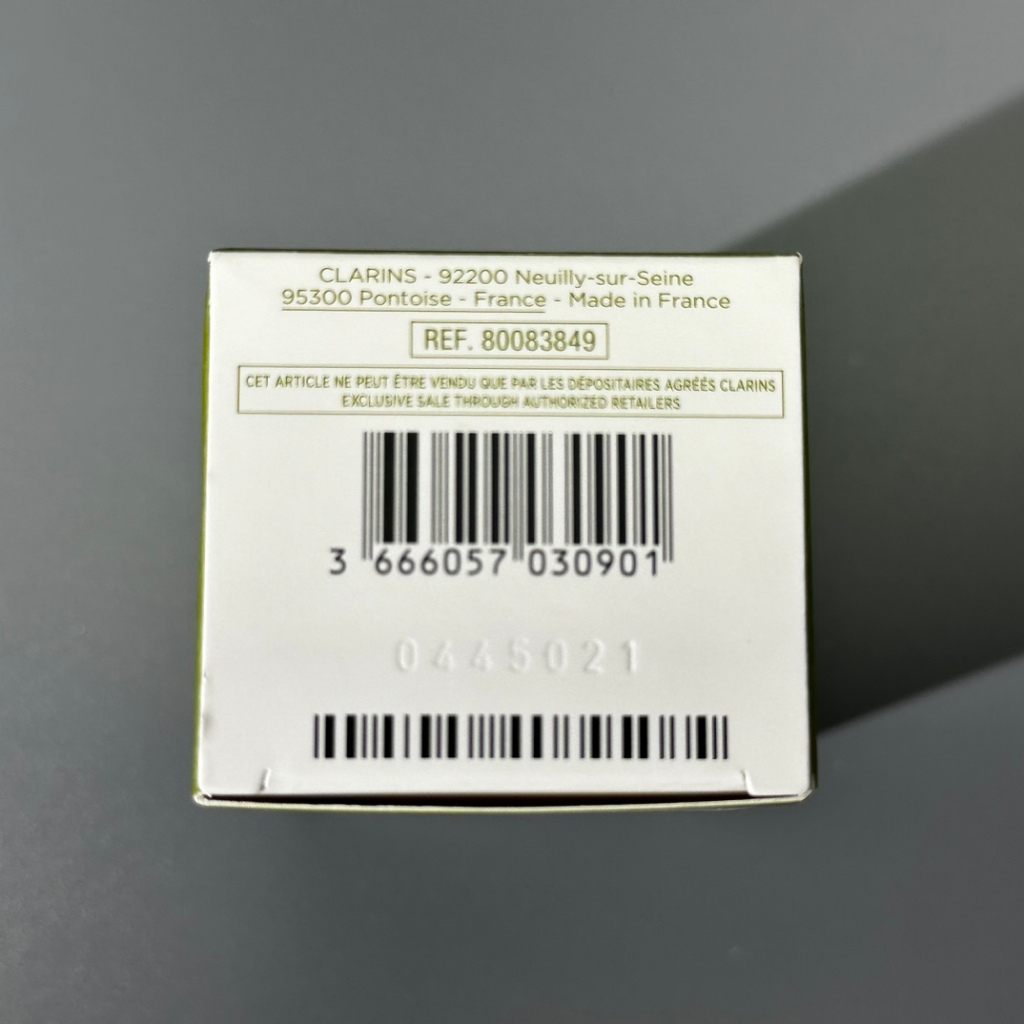 CLARINS - 92200 Neuilly-sur-Seine
95300 Pontoise - France - Made in France
REF. 80083849
CET ARTICLE NE PEUT ÊTRE VENDU QUE PAR LES DÉPOSITAIRES AGRÉÉS CLARINS
EXCLUSIVE SALE THROUGH AUTHORIZED RETAILERS
3 666057 030901
0445021